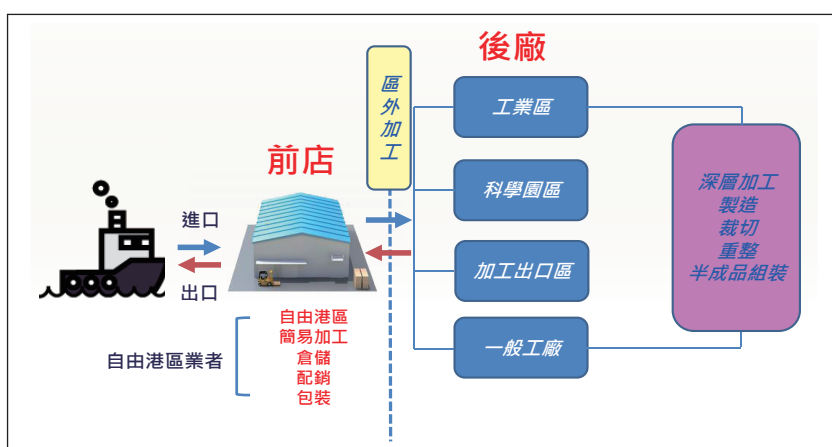 後廠
區外加工
前店
工業區
科學園區
加工出口區
一般工廠
深層加工
製造
裁切
重整
半成品組裝
進口
出口
自由港區業者
自由港區
簡易加工
倉儲
配銷
包裝